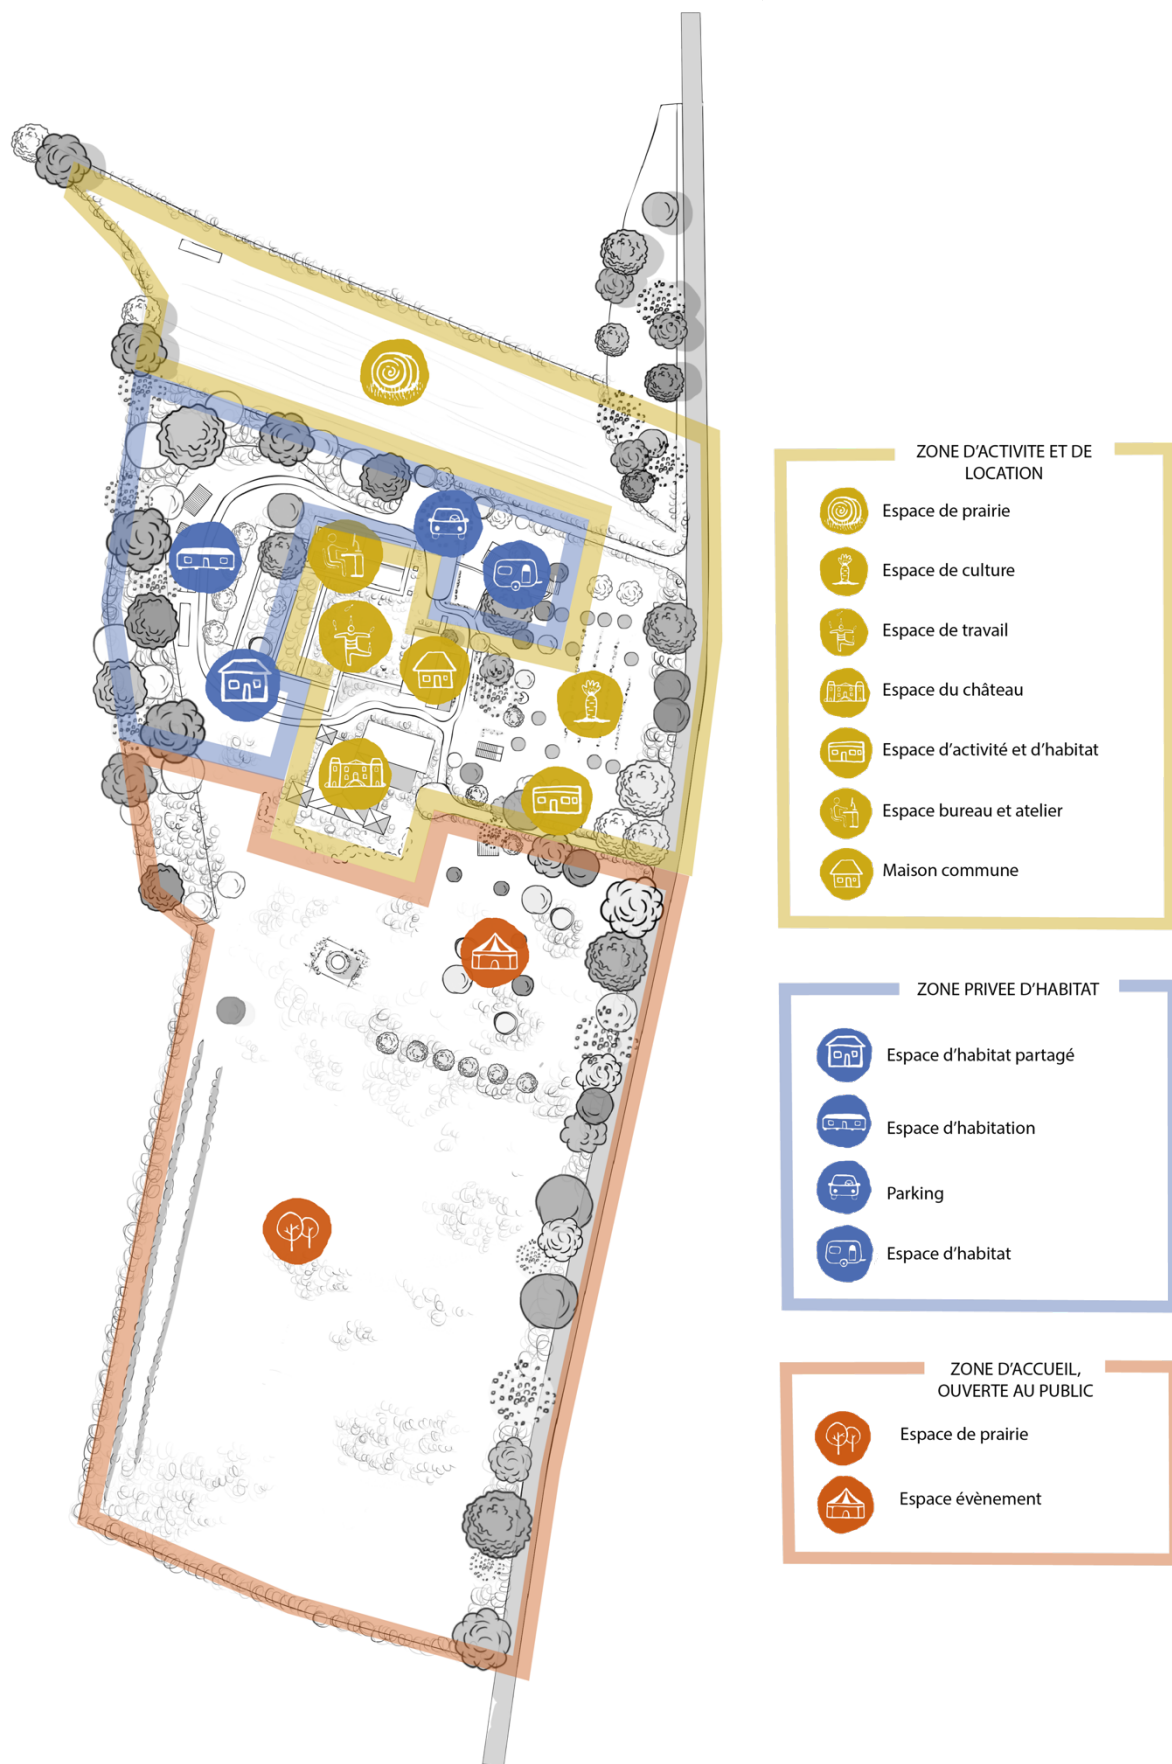 ZONE D'ACTIVITE ET DE
LOCATION
Espace de prairie
Espace de culture
Espace de travail
Espace du château
Espace d'activité et d'habitat
Espace bureau et atelier
Maison commune
ZONE PRIVEE D'HABITAT
Espace d'habitat partagé
Espace d'habitation
Parking
Espace d'habitat
ZONE D'ACCUEIL,
OUVERTE AU PUBLIC
Espace de prairie
Espace évènement